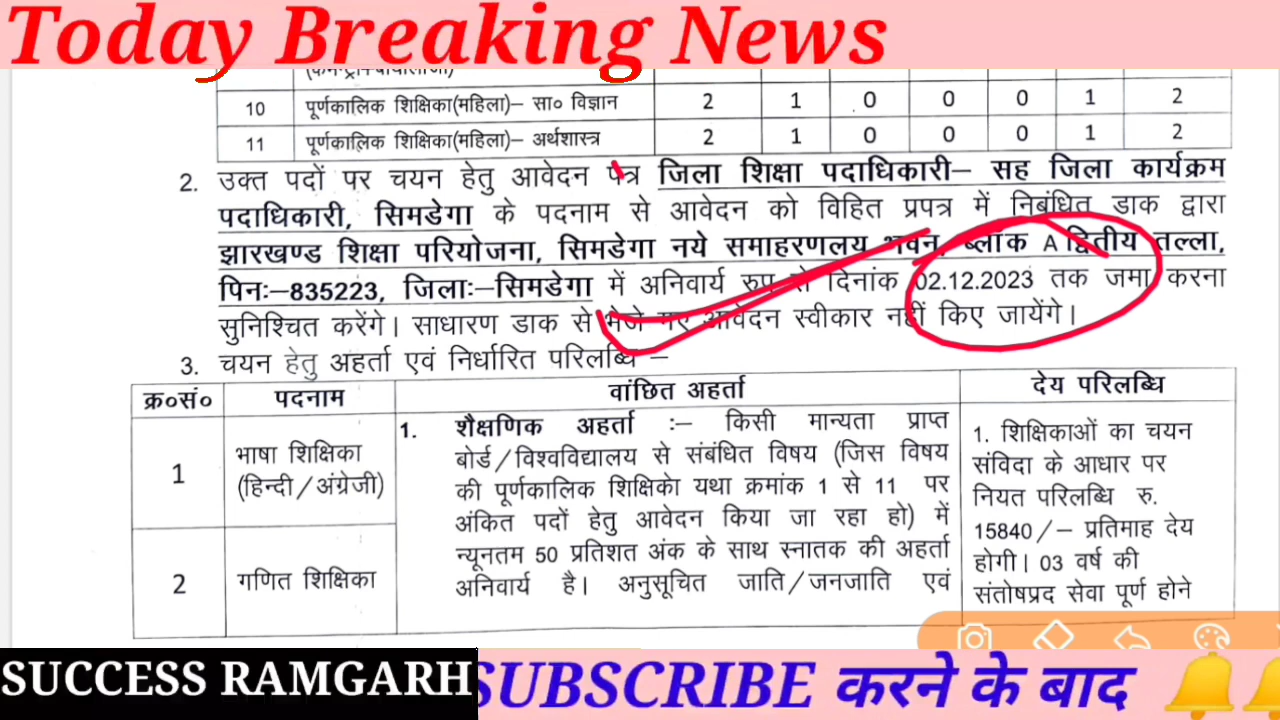 Today Breaking News
10 पूर्णकालिक शिक्षिका(महिला)– सा० विज्ञान 2 1 0 0 0 1 2
11 पूर्णकालिक शिक्षिका(महिला)– अर्थशास्त्र 2 1 0 0 0 1 2
2. उक्त पदों पर चयन हेतु आवेदन पत्र जिला शिक्षा पदाधिकारी– सह जिला कार्यक्रम
पदाधिकारी, सिमडेगा के पदनाम से आवेदन को विहित प्रपत्र में निबंधित डाक द्वारा
झारखण्ड शिक्षा परियोजना, सिमडेगा नये समाहरणलय भवन, ब्लॉक A द्वितीय तल्ला,
पिनः–835223, जिलाः–सिमडेगा में अनिवार्य रुप से दिनांक 02.12.2023 तक जमा करना
सुनिश्चित करेंगे। साधारण डाक से भेजे गए आवेदन स्वीकार नहीं किए जायेंगे।
3. चयन हेतु अहर्ता एवं निर्धारित परिलब्धि –
क्र०सं० पदनाम वांछित अहर्ता देय परिलब्धि
1 भाषा शिक्षिका
(हिन्दी/अंग्रेजी)
2 गणित शिक्षिका
1. शैक्षणिक अहर्ता :– किसी मान्यता प्राप्त
बोर्ड/विश्वविद्यालय से संबंधित विषय (जिस विषय
की पूर्णकालिक शिक्षिकेा यथा क्रमांक 1 से 11 पर
अंकित पदों हेतु आवेदन किया जा रहा हो) में
न्यूनतम 50 प्रतिशत अंक के साथ स्नातक की अहर्ता
अनिवार्य है। अनुसूचित जाति/जनजाति एवं
1. शिक्षिकाओं का चयन
संविदा के आधार पर
नियत परिलब्धि रु.
15840/– प्रतिमाह देय
होगी। 03 वर्ष की
संतोषप्रद सेवा पूर्ण होने
SUCCESS RAMGARH
SUBSCRIBE करने के बाद